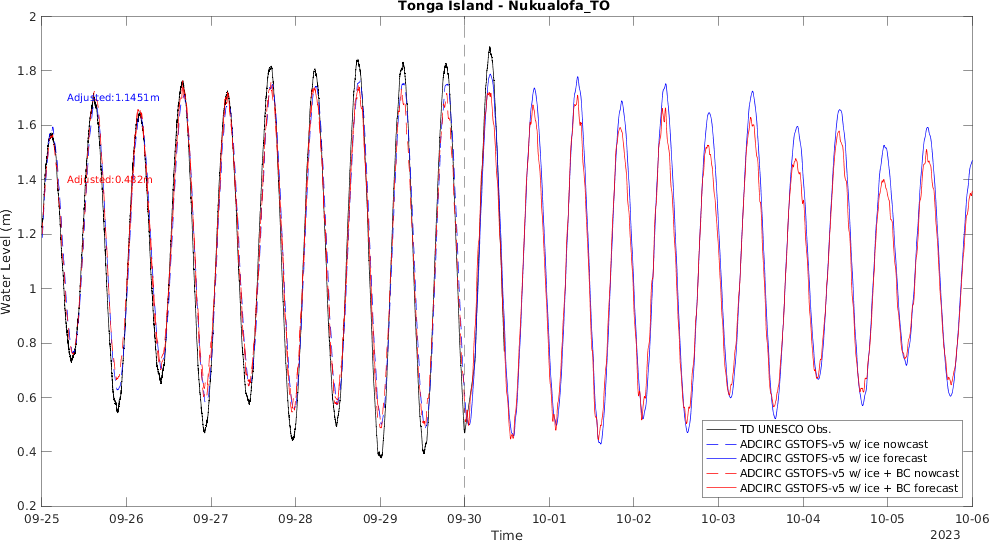 Tonga Island - Nukualofa_TO
Water Level (m)
2
1.8
1.6
1.4
1.2
1
0.8
0.6
0.4
0.2
Adjusted:1.1451m
Adjusted:0.432m
TD UNESCO Obs.
ADCIRC GSTOFS-v5 w/ ice nowcast
ADCIRC GSTOFS-v5 w/ ice forecast
ADCIRC GSTOFS-v5 w/ ice + BC nowcast
ADCIRC GSTOFS-v5 w/ ice + BC forecast
09-25 09-26 09-27 09-28 09-29 09-30 10-01 10-02 10-03 10-04 10-05 10-06
Time
2023